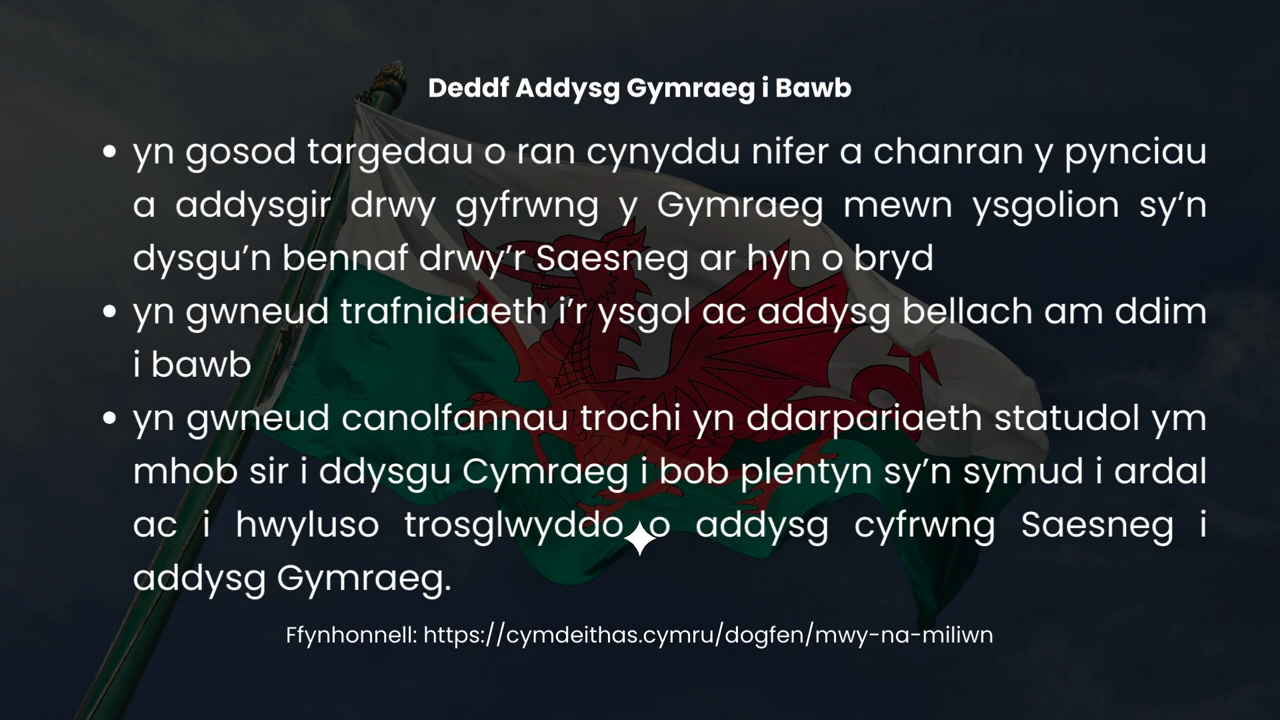 Deddf Addysg Gymraeg i Bawb
• yn gosod targedau o ran cynyddu nifer a chanran y pynciau
a addysgir drwy gyfrwng y Gymraeg mewn ysgolion sy’n
dysgu’n bennaf drwy’r Saesneg ar hyn o bryd
• yn gwneud trafnidiaeth i’r ysgol ac addysg bellach am ddim
i bawb
• yn gwneud canolfannau trochi yn ddarpariaeth statudol ym
mhob sir i ddysgu Cymraeg i bob plentyn sy’n symud i ardal
ac i hwyluso trosglwyddo o addysg cyfrwng Saesneg i
addysg Gymraeg.
Ffynhonnell: https://cymdeithas.cymru/dogfen/mwy-na-miliwn